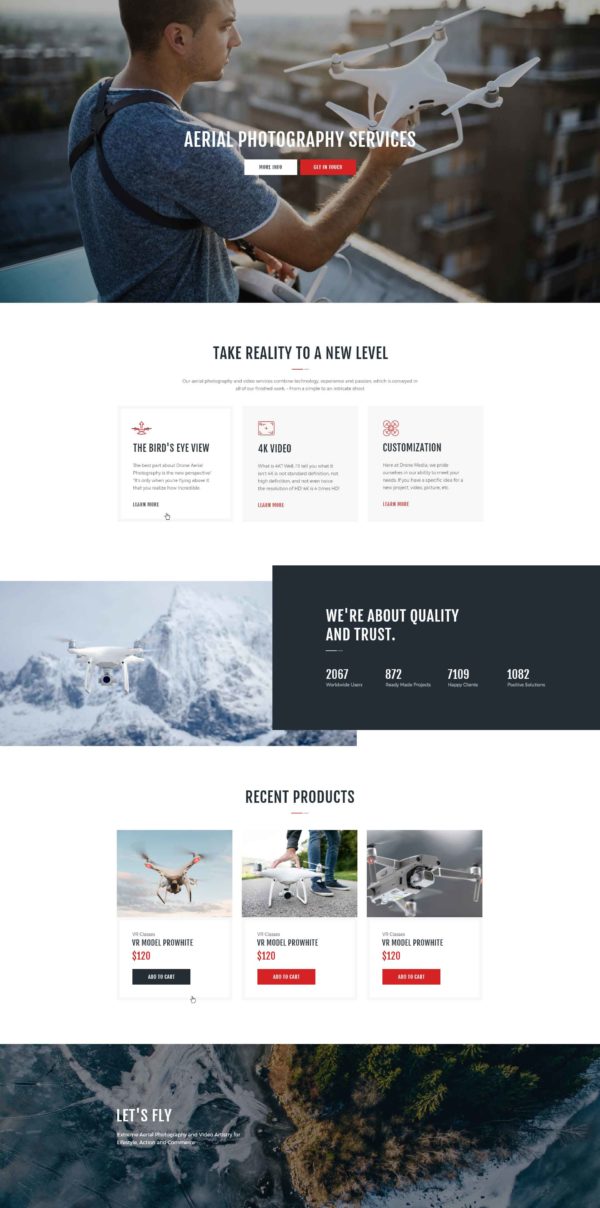 AERIAL PHOTOGRAPHY SERVICES
MORE INFO
GET IN TOUCH
TAKE REALITY TO A NEW LEVEL
Our aerial photography and video services combine technology, experience and passion, which is conveyed in
all of our finished work. - From a simple to an intricate shoot.
THE BIRD'S EYE VIEW
The best part about Drone Aerial
Photography is the new perspective!
"It's only when you're flying above it
that you realize how incredible.
LEARN MORE
4K VIDEO
What is 4K? Well, I'll tell you what it
isn't 4K is not standard definition, not
high definition, and not even twice
the resolution of HD! 4K is 4 times HD!
LEARN MORE
CUSTOMIZATION
Here at Drone Media, we pride
ourselves in our ability to meet your
needs. If you have a specific idea for a
new project, video, picture, etc.
LEARN MORE
WE'RE ABOUT QUALITY
AND TRUST.
2067
Worldwide Users
872
Ready Made Projects
7109
Happy Clients
1082
Positive Solutions
RECENT PRODUCTS
VR Classes
VR MODEL PROWHITE
$120
ADD TO CART
VR Classes
VR MODEL PROWHITE
$120
ADD TO CART
VR Classes
VR MODEL PROWHITE
$120
ADD TO CART
LET'S FLY
Extreme Aerial Photography and Video Artistry for
Lifestyle, Action and Commerce